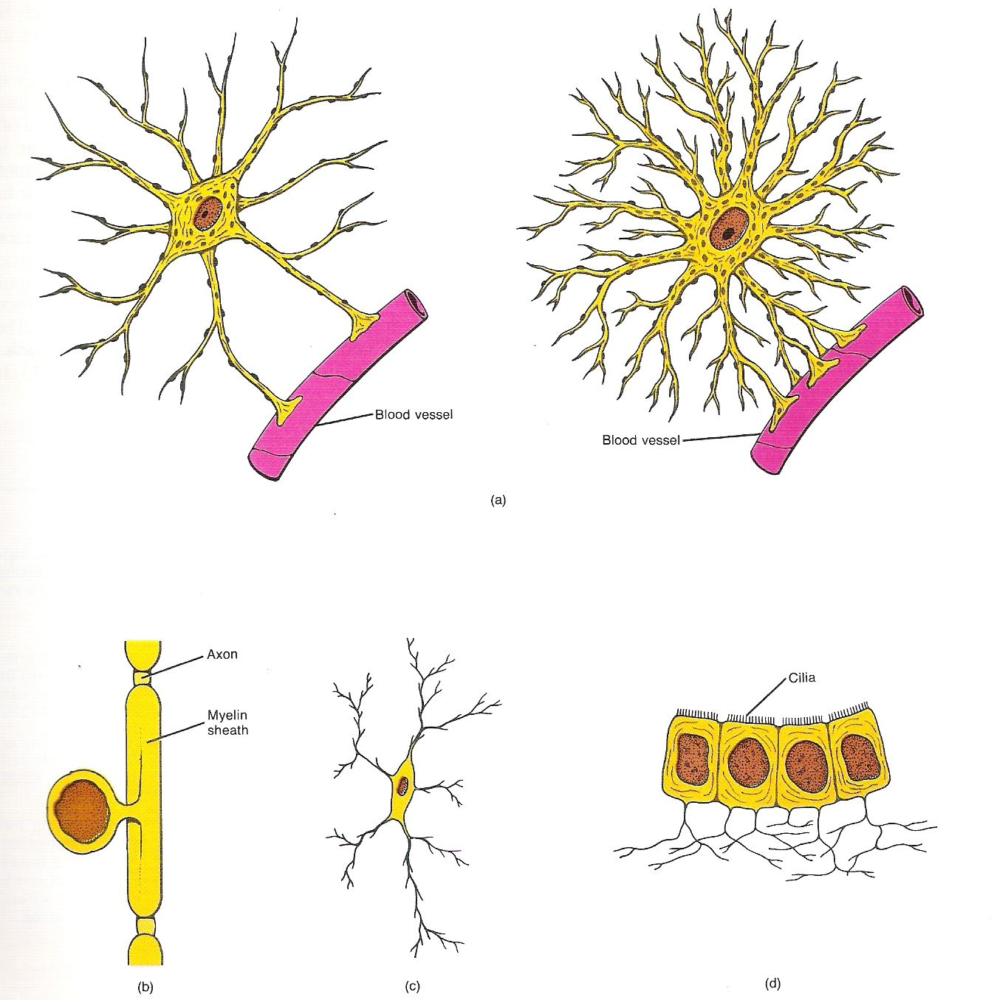 Blood vessel
Blood vessel
(a)
Axon
Myelin
sheath
Cilia
(b)
(c)
(d)